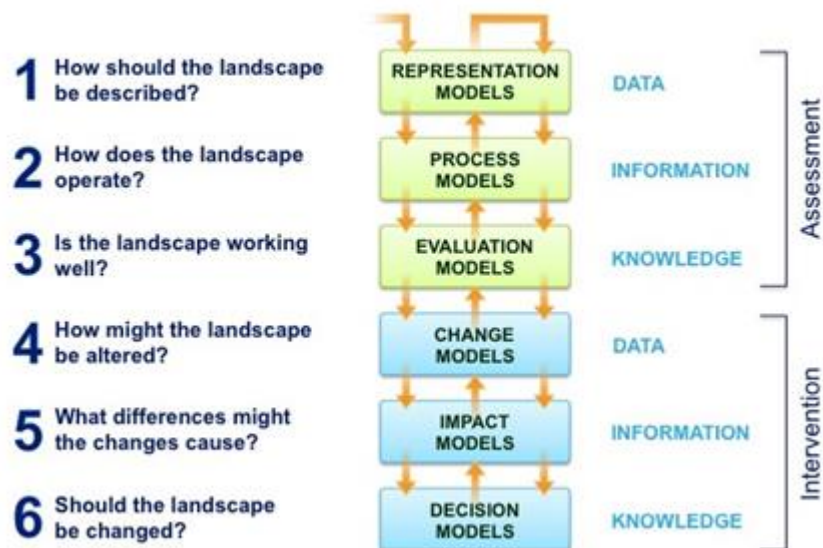 1 How should the landscape
be described?
REPRESENTATION
MODELS
DATA
2 How does the landscape
operate?
PROCESS
MODELS
INFORMATION
3 Is the landscape working
well?
EVALUATION
MODELS
KNOWLEDGE
Assessment
4 How might the landscape
be altered?
CHANGE
MODELS
DATA
5 What differences might
the changes cause?
IMPACT
MODELS
INFORMATION
6 Should the landscape
be changed?
DECISION
MODELS
KNOWLEDGE
Intervention